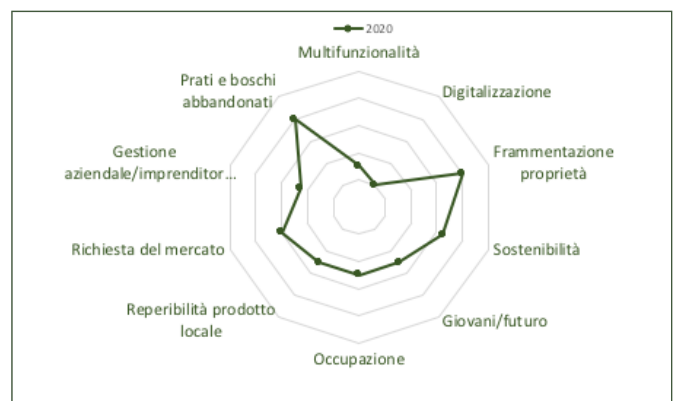 2020
Multifunzionalità
Digitalizzazione
Frammentazione
proprietà
Sostenibilità
Giovani/futuro
Occupazione
Reperibilità prodotto
locale
Richiesta del mercato
Gestione
aziendale/imprenditor...
Prati e boschi
abbandonati